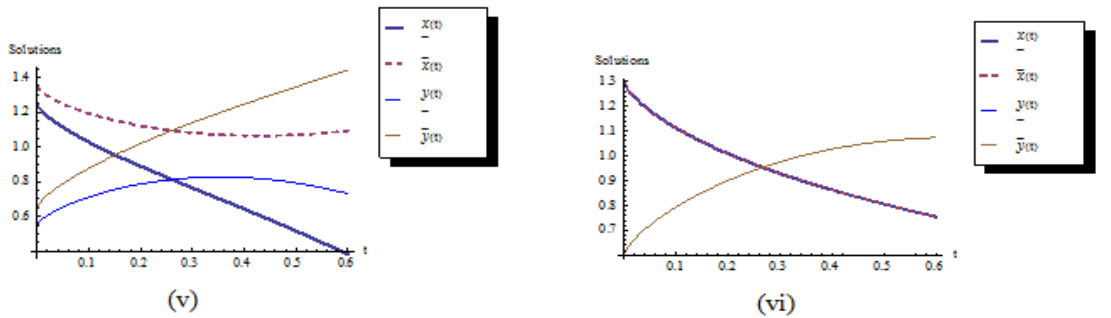 x(t)
x̄(t)
y(t)
ȳ(t)
Solutions
1.4
1.2
1.0
0.8
0.6
0.1 0.2 0.3 0.4 0.5 0.6 t
(v)
x(t)
x̄(t)
y(t)
ȳ(t)
Solutions
1.3
1.2
1.1
1.0
0.9
0.8
0.7
0.1 0.2 0.3 0.4 0.5 0.6 t
(vi)